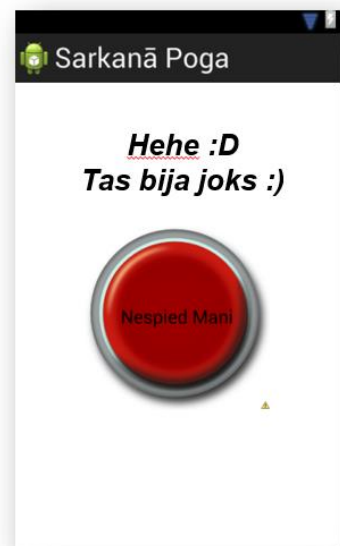 Sarkanā Poga
Hehe :D
Tas bija joks :)
Nespied Mani